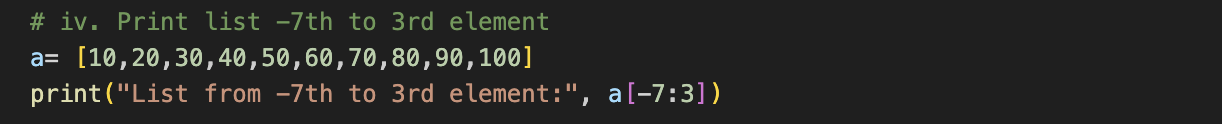 # iv. Print list -7th to 3rd element
a= [10,20,30,40,50,60,70,80,90,100]
print("List from -7th to 3rd element:", a[-7:3])